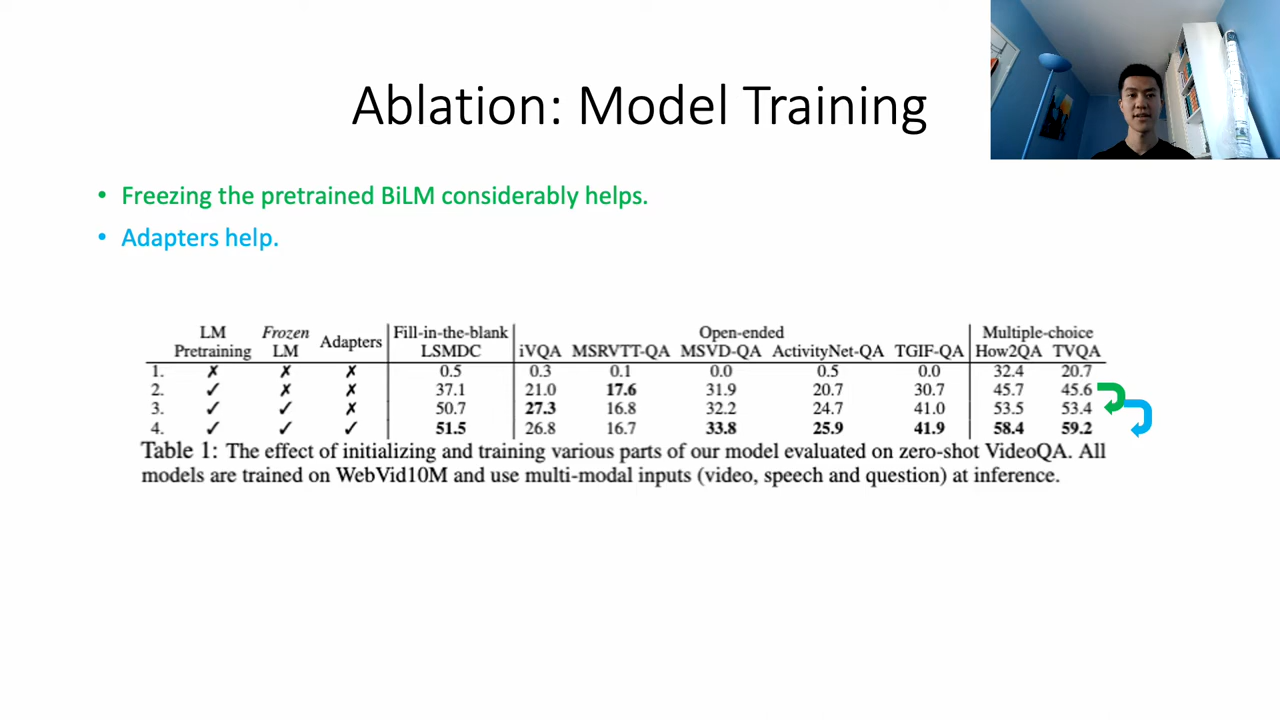 Ablation: Model Training
• Freezing the pretrained BiLM considerably helps.
• Adapters help.
LM Frozen Adapters Fill-in-the-blank Open-ended Multiple-choice
Pretraining LM LSMDC iVQA MSRVTT-QA MSVD-QA ActivityNet-QA TGIF-QA How2QA TVQA
1. ✗ ✗ ✗ 0.5 0.3 0.1 0.0 0.5 0.0 32.4 20.7
2. ✓ ✗ ✗ 37.1 21.0 17.6 31.9 20.7 30.7 45.7 45.6
3. ✓ ✓ ✗ 50.7 27.3 16.8 32.2 24.7 41.0 53.5 53.4
4. ✓ ✓ ✓ 51.5 26.8 16.7 33.8 25.9 41.9 58.4 59.2
Table 1: The effect of initializing and training various parts of our model evaluated on zero-shot VideoQA. All
models are trained on WebVid10M and use multi-modal inputs (video, speech and question) at inference.